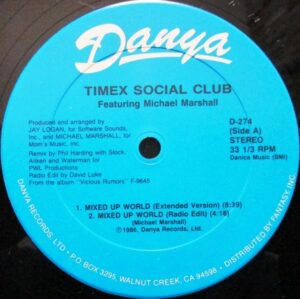 Danya
TIMEX SOCIAL CLUB
Featuring Michael Marshall
Produced and arranged by
JAY LOGAN, for Software Sounds,
Inc., and MICHAEL MARSHALL, for
Mom's Music, Inc.
Remix by Phil Harding with Stock,
Aitken and Waterman for
PWL Productions
Radio Edit by David Luke
From the album "Vicious Rumors" F-9645
D-274
(Side A)
STEREO
33 1/3 RPM
Danica Music (BMI)
1. MIXED UP WORLD (Extended Version) (8:39)
2. MIXED UP WORLD (Radio Edit) (4:18)
(Michael Marshall)
©1986, Danya Records, Ltd.
DANYA RECORDS, LTD. • PO BOX 3295, WALNUT CREEK, CA 94598 • DISTRIBUTED BY FANTASY, INC.